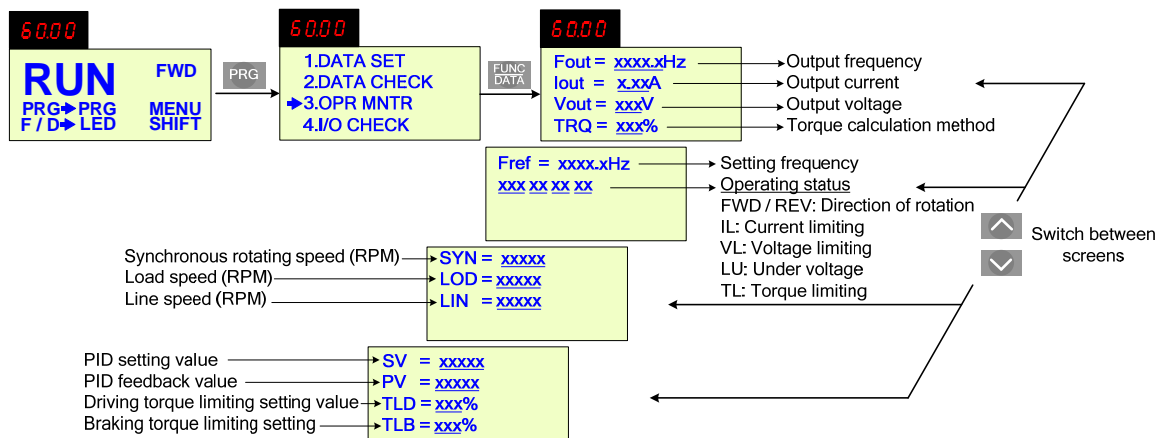 60.00
RUN FWD
PRG➔PRG MENU
F / D➔ LED SHIFT
PRG
60.00
1.DATA SET
2.DATA CHECK
➔3.OPR MNTR
4.I/O CHECK
FUNC
DATA
60.00
Fout = xxxx.xHz Output frequency
Iout = x.xxA Output current
Vout = xxxV Output voltage
TRQ = xxx% Torque calculation method
Fref = xxxx.xHz Setting frequency
xxx xx xx xx Operating status
FWD / REV: Direction of rotation
IL: Current limiting
VL: Voltage limiting
LU: Under voltage
TL: Torque limiting
Switch between
screens
Synchronous rotating speed (RPM) SYN = xxxxx
Load speed (RPM) LOD = xxxxx
Line speed (RPM) LIN = xxxxx
PID setting value SV = xxxxx
PID feedback value PV = xxxxx
Driving torque limiting setting value TLD = xxx%
Braking torque limiting setting TLB = xxx%